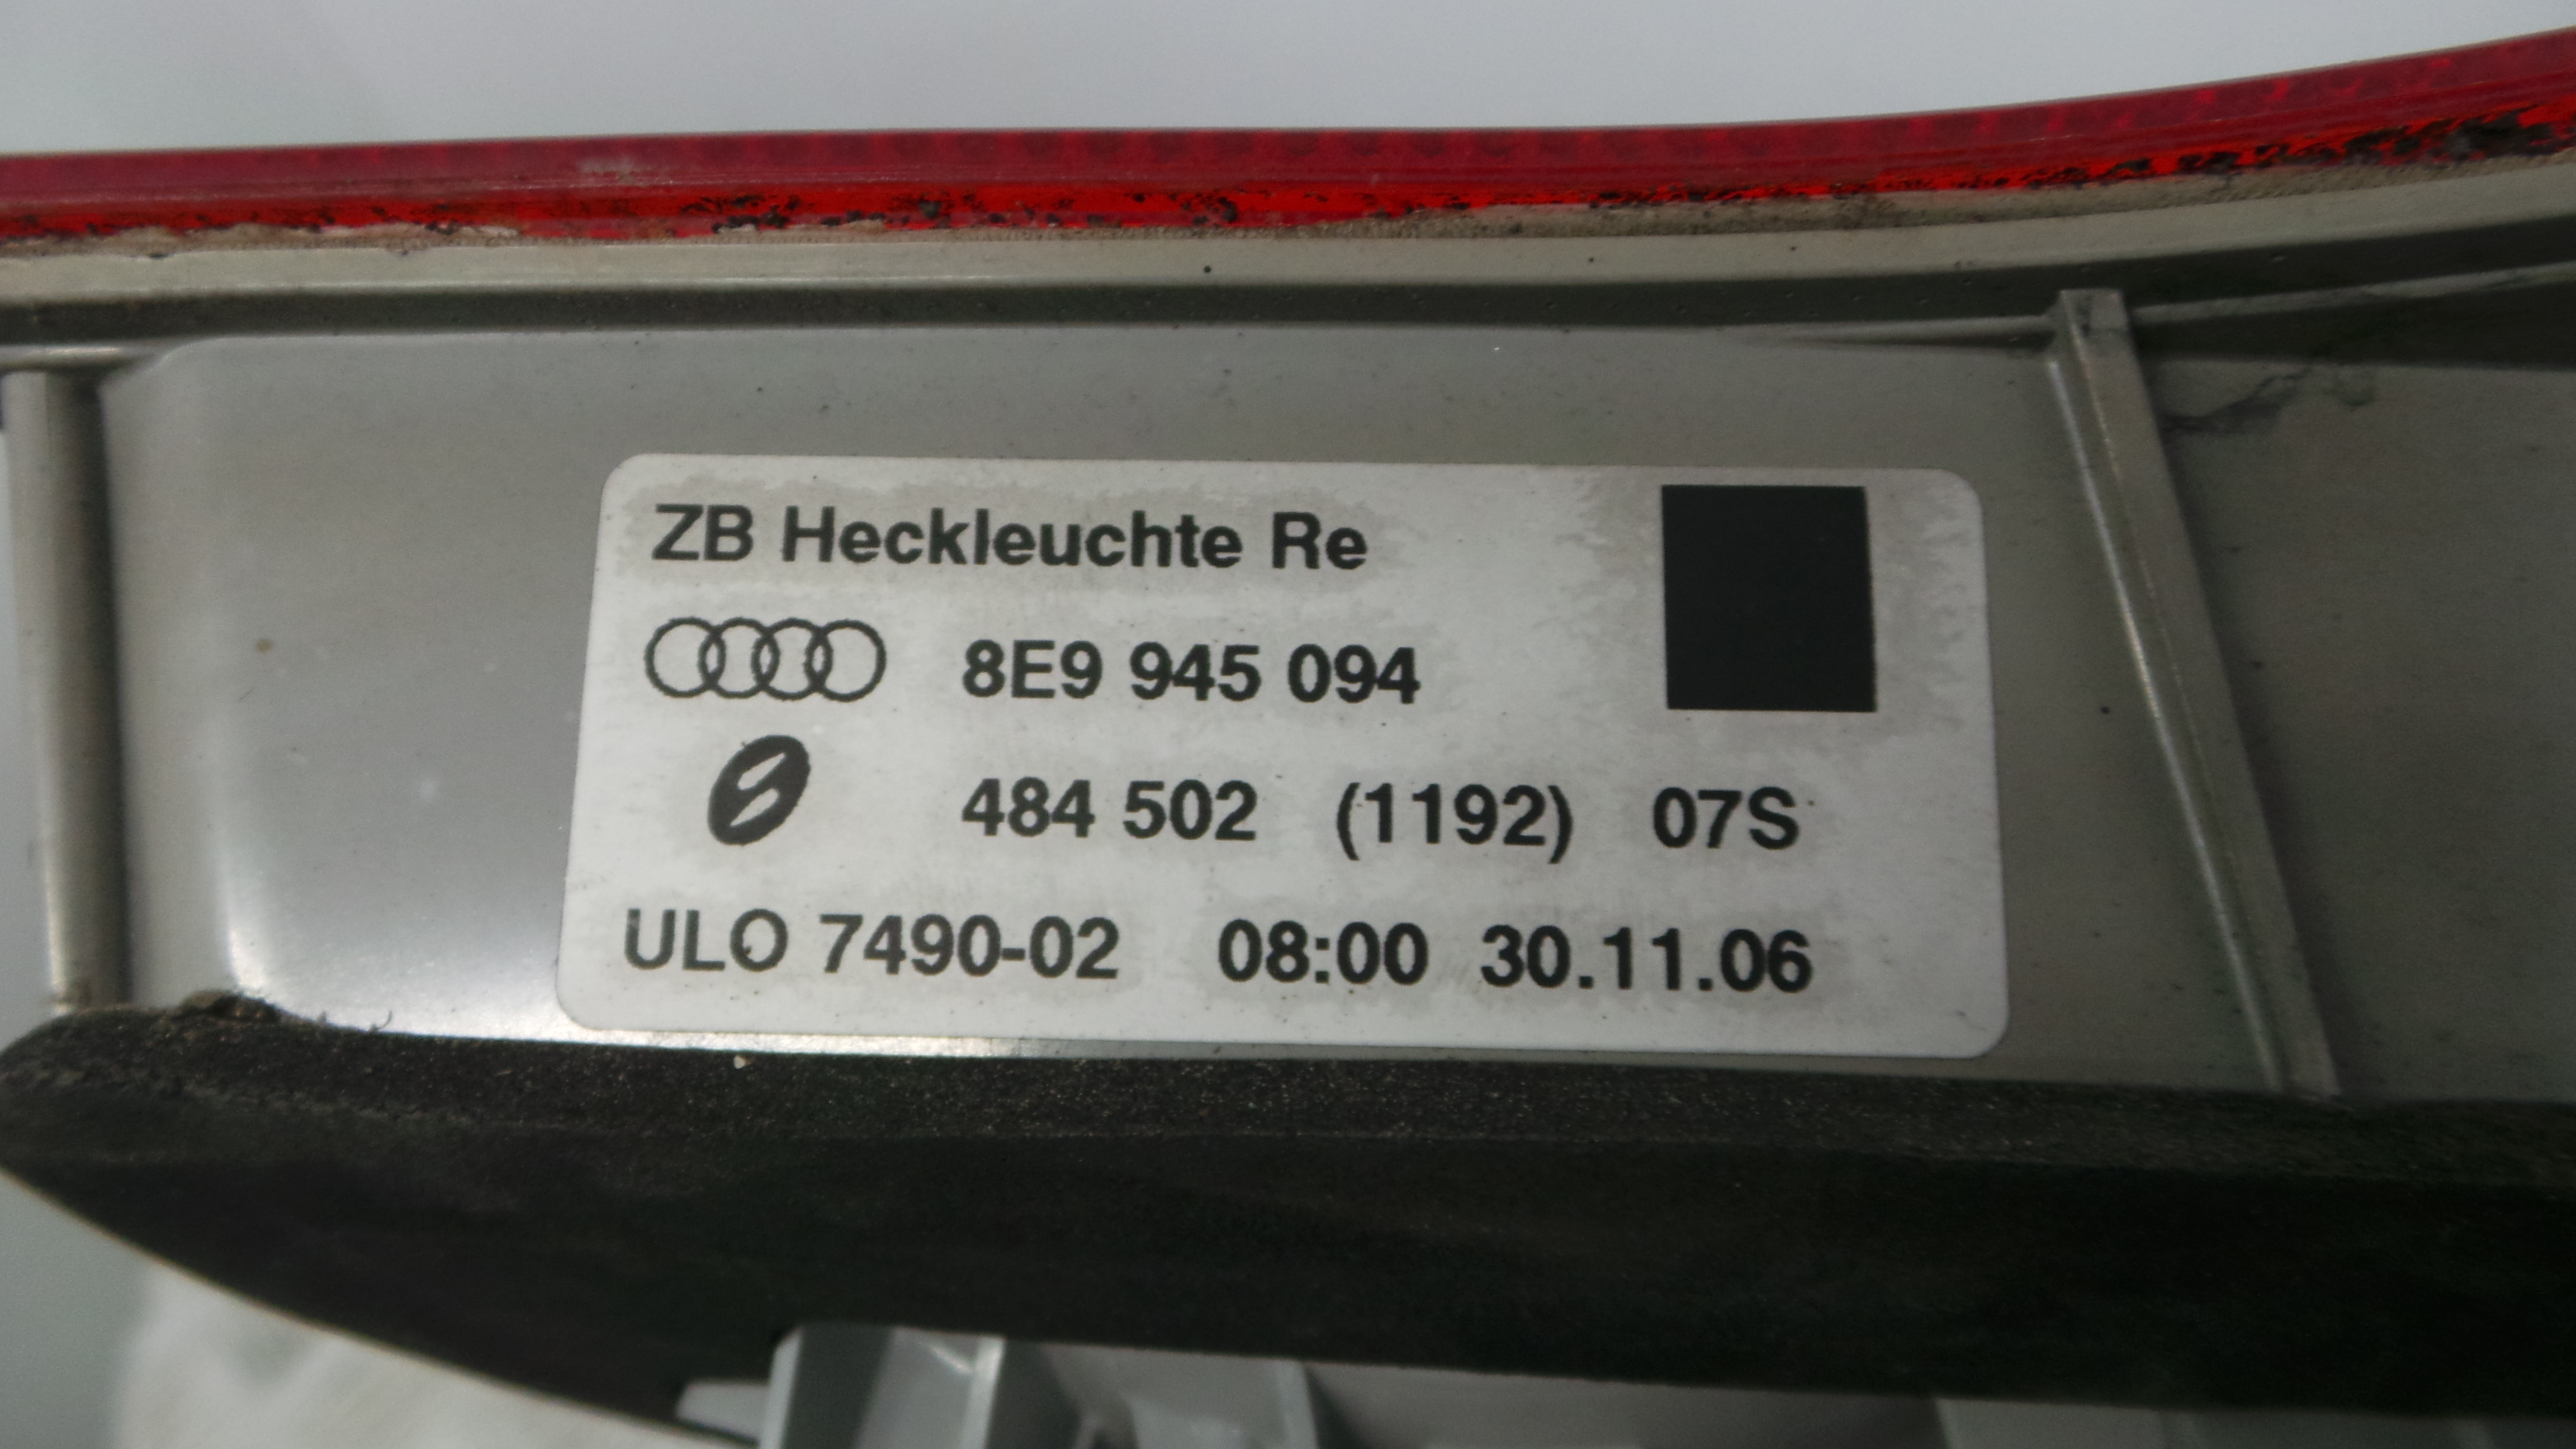 ZB Heckleuchte Re
8E9 945 094
484 502 (1192) 07S
ULO 7490-02 08:00 30.11.06